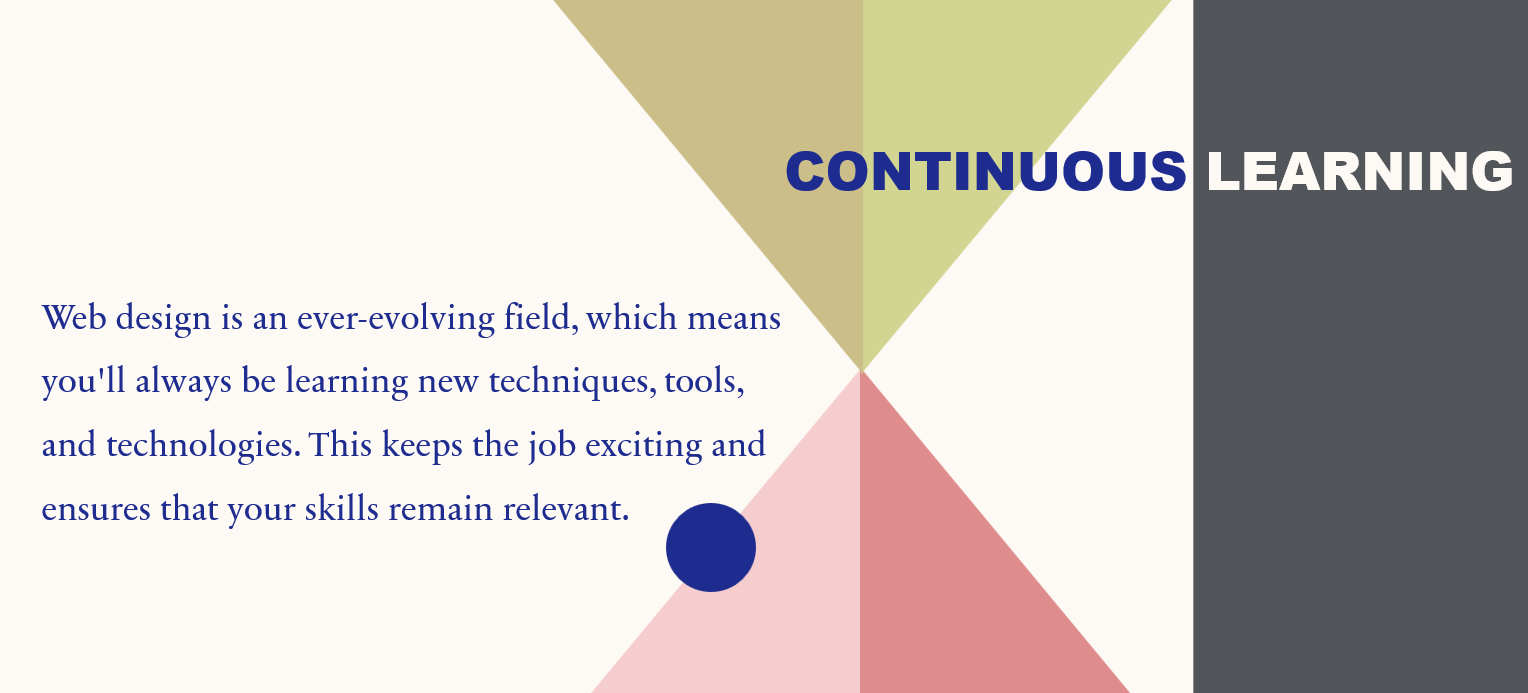 CONTINUOUS LEARNING
Web design is an ever-evolving field, which means
you'll always be learning new techniques, tools,
and technologies. This keeps the job exciting and
ensures that your skills remain relevant.